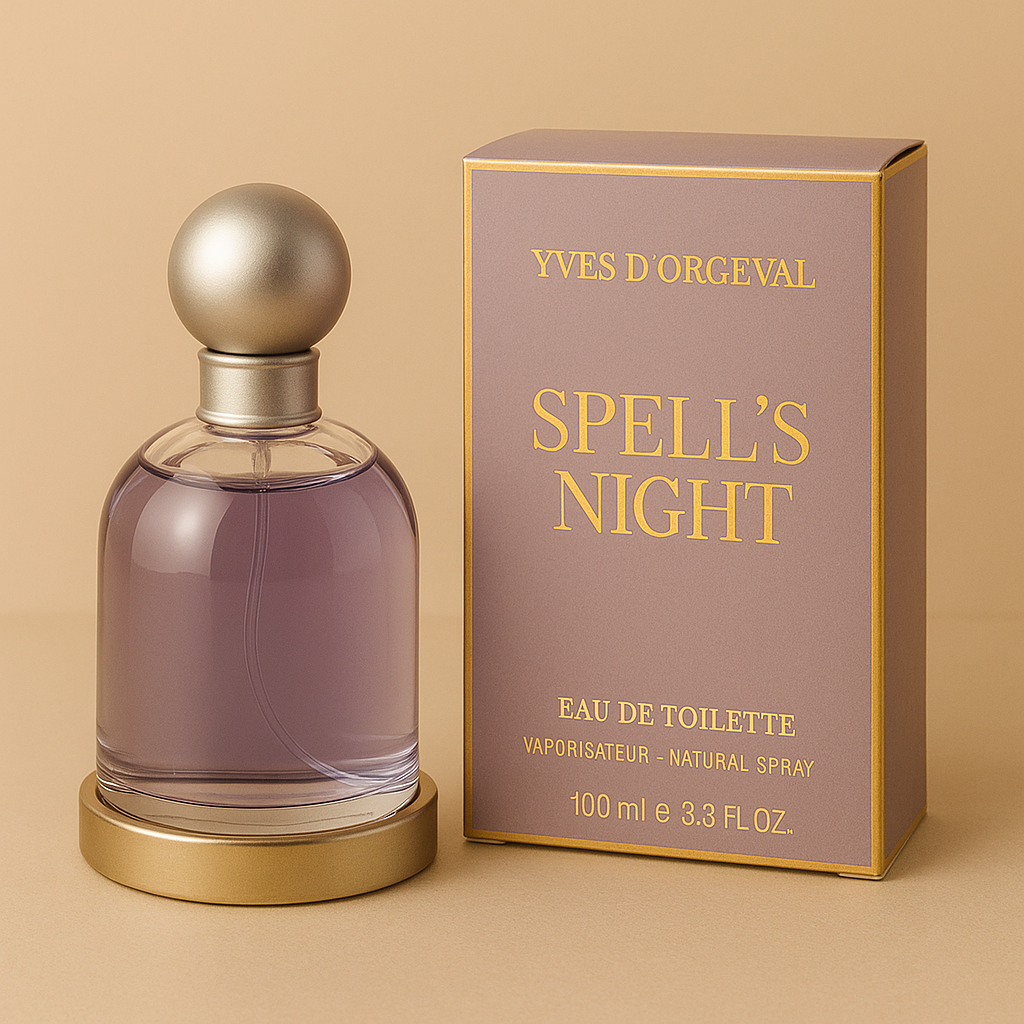 YVES D'ORGEVAL
SPELL'S
NIGHT
EAU DE TOILETTE
VAPORISATEUR - NATURAL SPRAY
100 ml e 3.3 FL OZ.